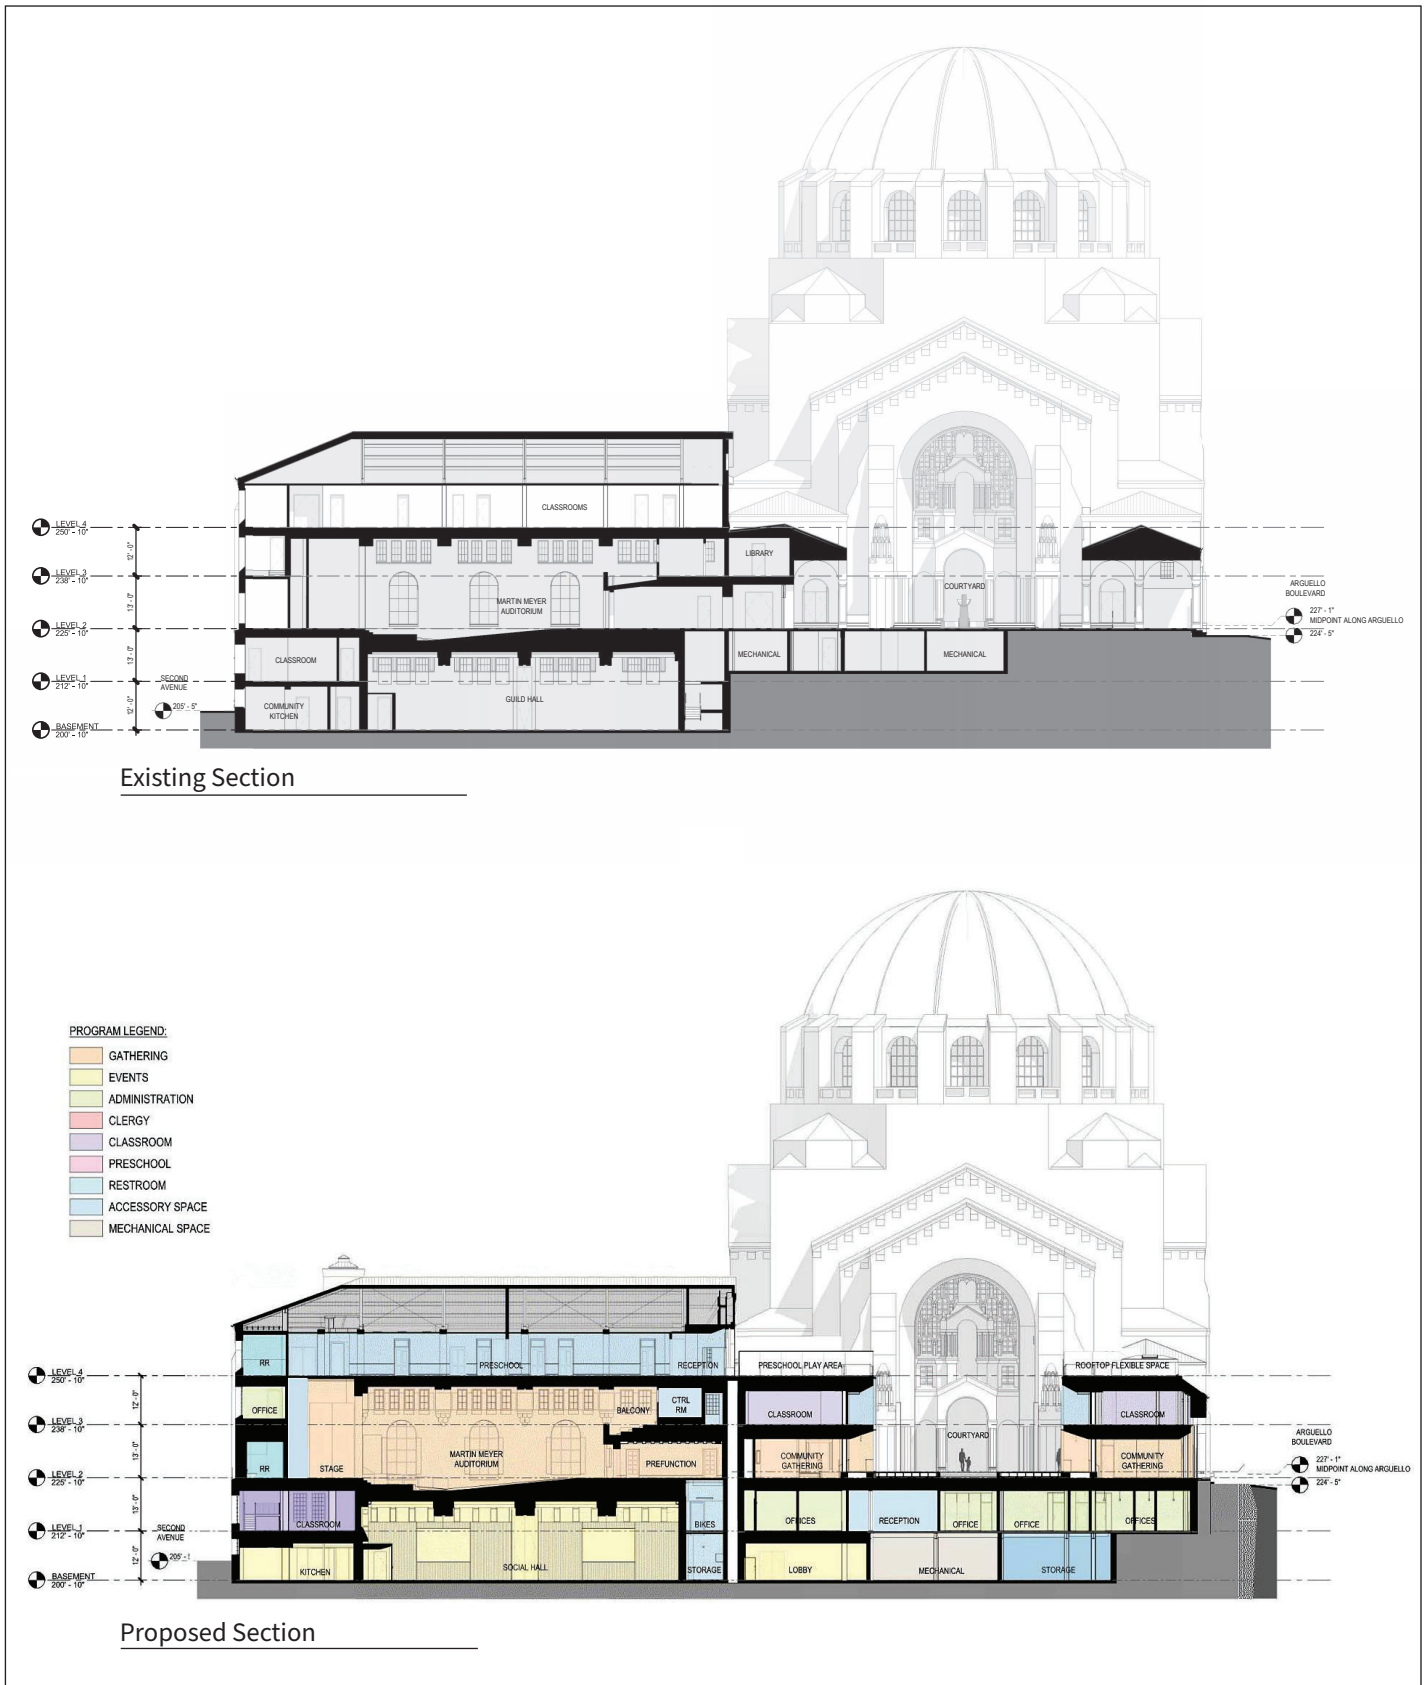 CLASSROOMS
LEVEL 4
250' - 10"
12' -0"
LIBRARY
LEVEL 3
238' - 10"
COURTYARD
ARGUELLO
BOULEVARD
MARTIN MEYER
AUDITORIUM
13' -0"
227' - 1"
MIDPOINT ALONG ARGUELLO
LEVEL 2
225' - 10"
224' - 5"
MECHANICAL
MECHANICAL
CLASSROOM
13' -0"
LEVEL 1
212' - 10"
SECOND
AVENUE
GUILD HALL
COMMUNITY
KITCHEN
205' - 5"
12' -0"
BASEMENT
200' - 10"
Existing Section
PROGRAM LEGEND:
GATHERING
EVENTS
ADMINISTRATION
CLERGY
CLASSROOM
PRESCHOOL
RESTROOM
ACCESSORY SPACE
MECHANICAL SPACE
RR
PRESCHOOL
RECEPTION
PRESCHOOL PLAY AREA
ROOFTOP FLEXIBLE SPACE
LEVEL 4
250' - 10"
12' -0"
OFFICE
BALCONY
CTRL
RM
CLASSROOM
CLASSROOM
LEVEL 3
238' - 10"
COURTYARD
ARGUELLO
BOULEVARD
13' -0"
RR
STAGE
MARTIN MEYER
AUDITORIUM
PREFUNCTION
COMMUNITY
GATHERING
COMMUNITY
GATHERING
227' - 1"
MIDPOINT ALONG ARGUELLO
LEVEL 2
225' - 10"
224' - 5"
13' -0"
CLASSROOM
BIKES
OFFICES
RECEPTION
OFFICE
OFFICE
OFFICES
LEVEL 1
212' - 10"
SECOND
AVENUE
205' -
12' -0"
KITCHEN
SOCIAL HALL
STORAGE
LOBBY
MECHANICAL
STORAGE
BASEMENT
200' - 10"
Proposed Section